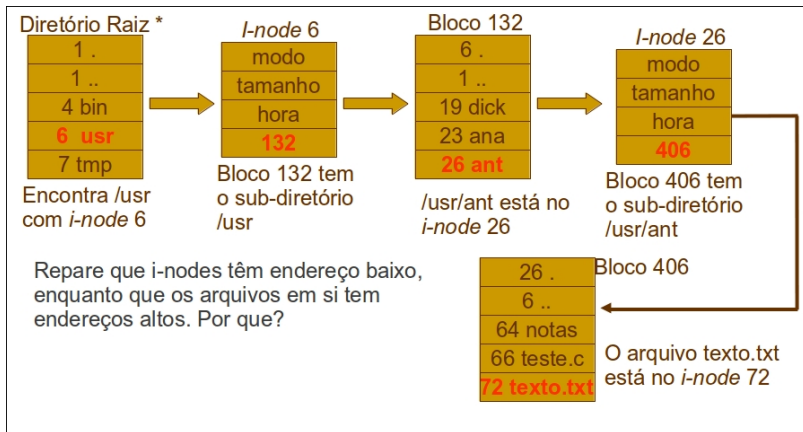 Diretório Raiz *
1 .
1 ..
4 bin
6 usr
7 tmp
Encontra /usr
com i-node 6
I-node 6
modo
tamanho
hora
132
Bloco 132 tem
o sub-diretório
/usr
Bloco 132
6 .
1 ..
19 dick
23 ana
26 ant
/usr/ant está no
i-node 26
I-node 26
modo
tamanho
hora
406
Bloco 406 tem
o sub-diretório
/usr/ant
Repare que i-nodes têm endereço baixo,
enquanto que os arquivos em si tem
endereços altos. Por que?
Bloco 406
26 .
6 ..
64 notas
66 teste.c
72 texto.txt
O arquivo texto.txt
está no i-node 72